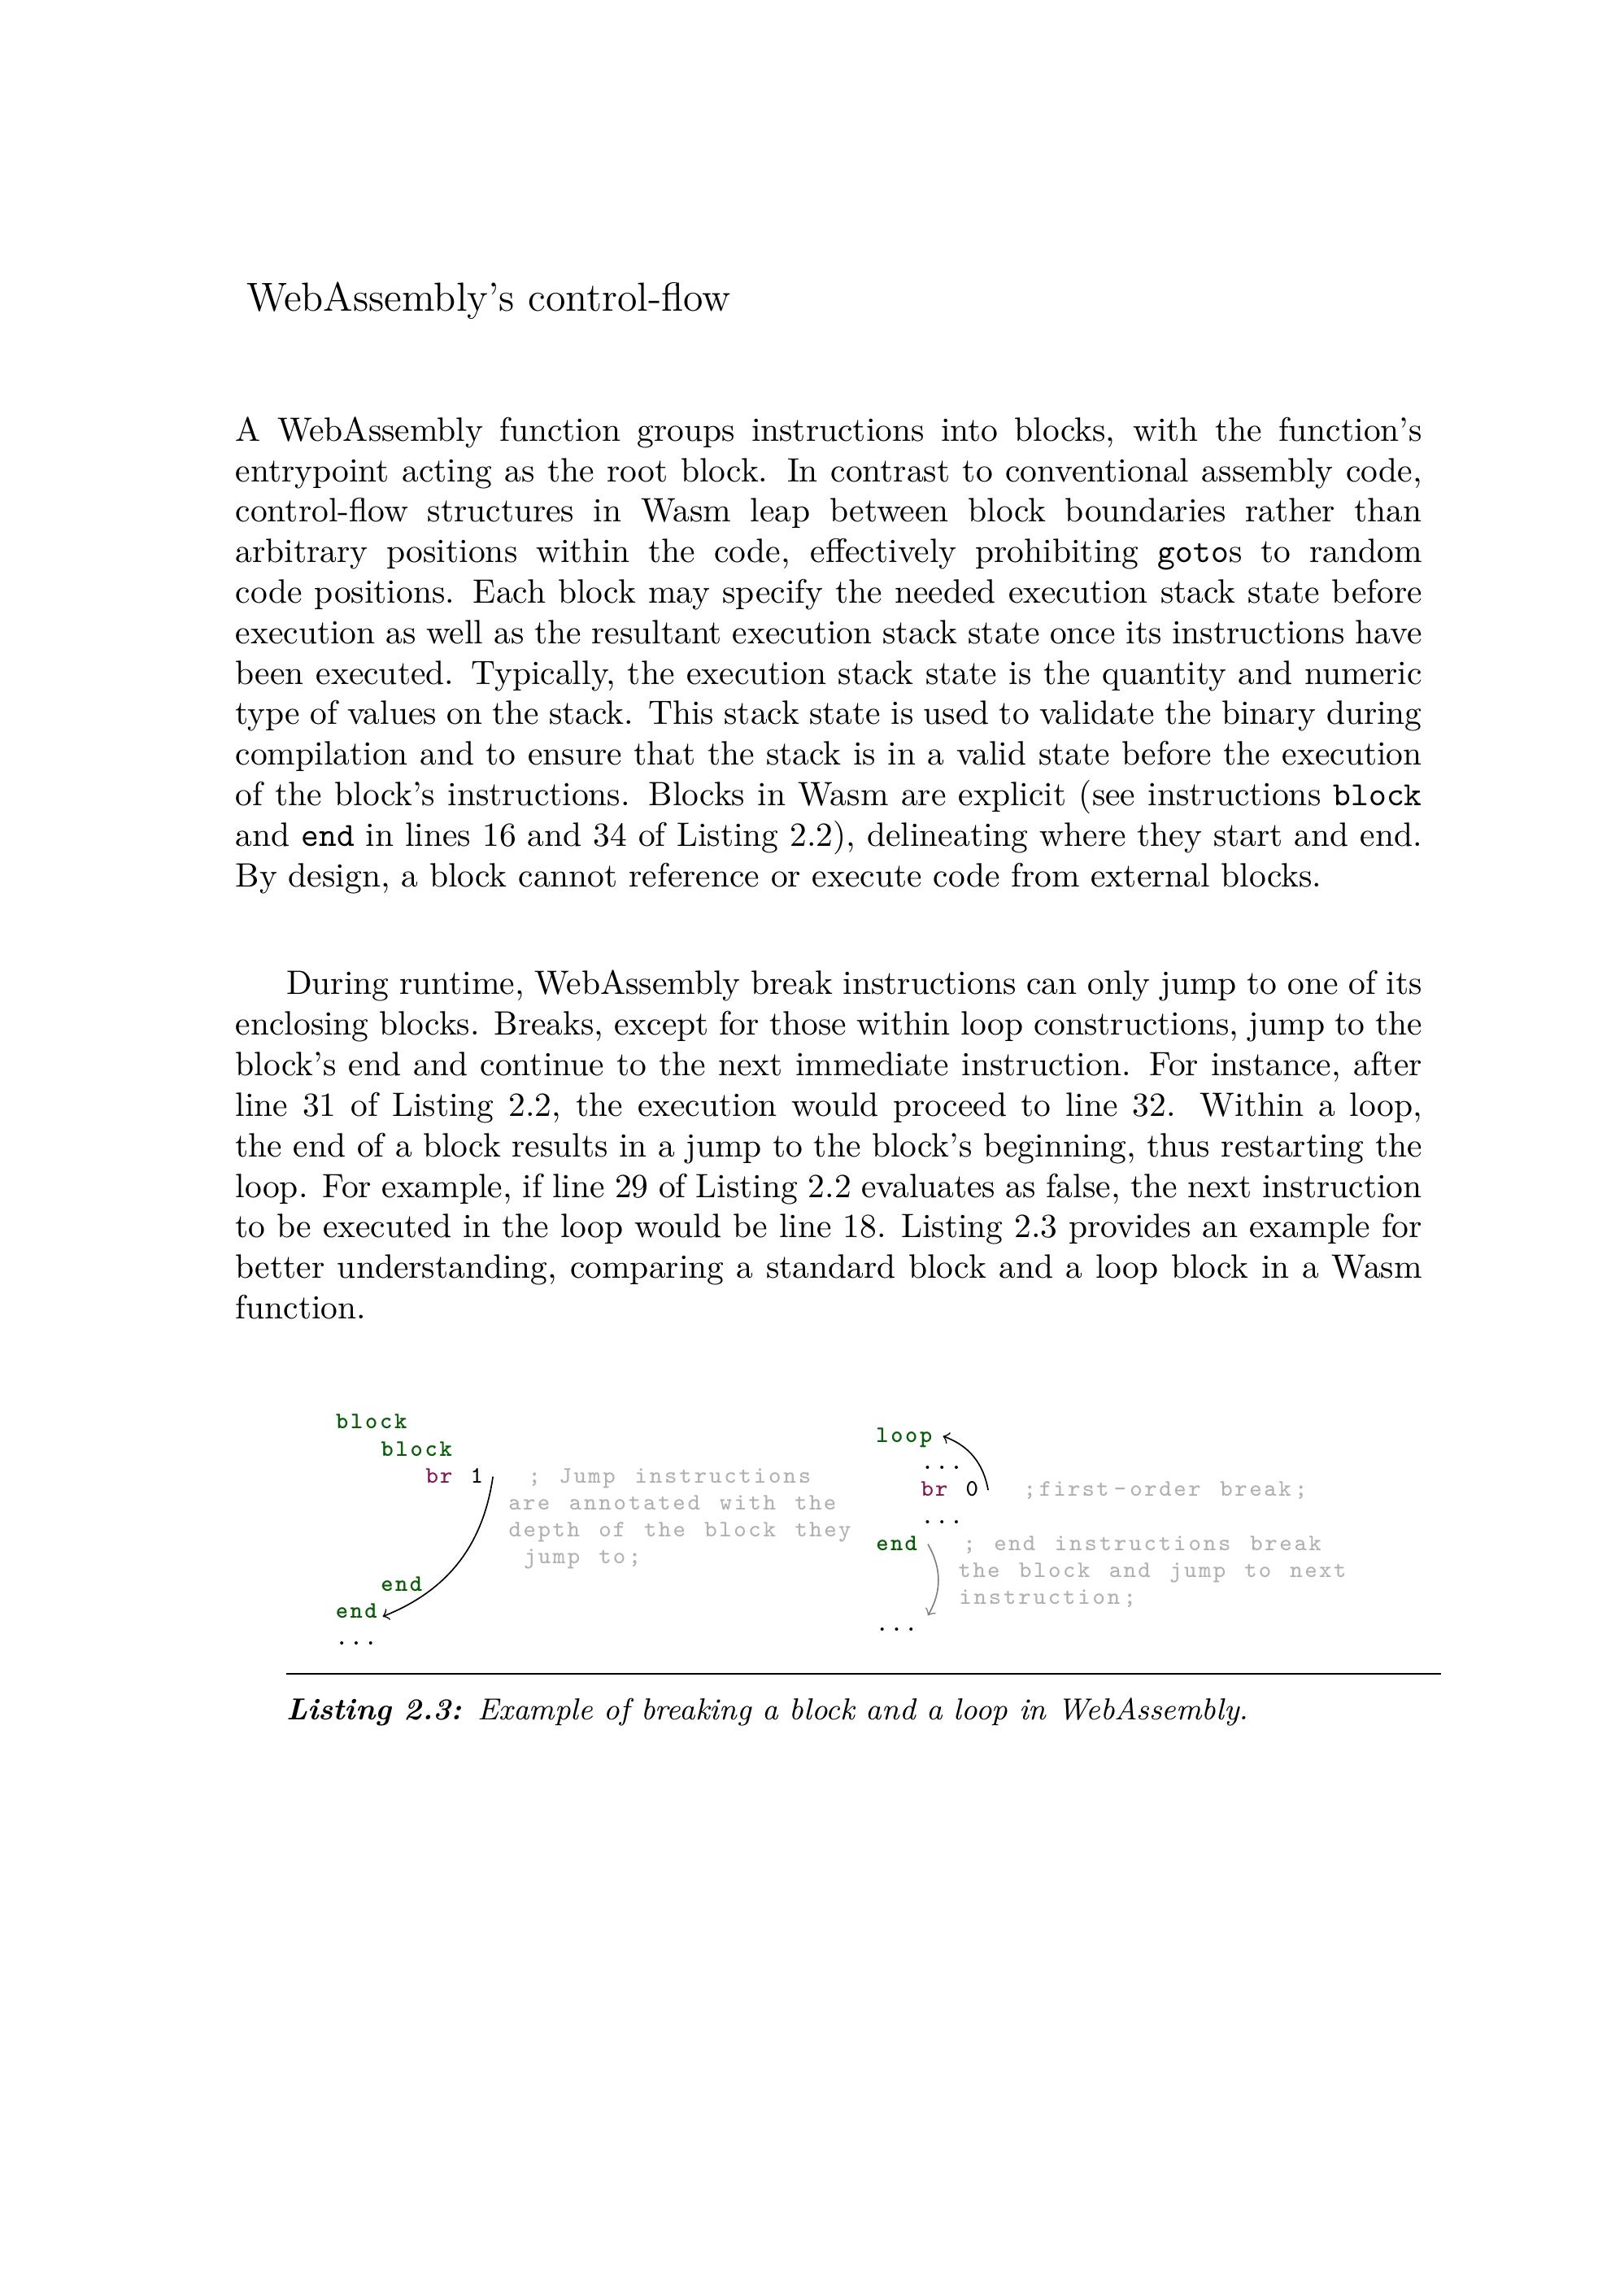 WebAssembly's control-flow
A WebAssembly function groups instructions into blocks, with the function's
entrypoint acting as the root block. In contrast to conventional assembly code,
control-flow structures in Wasm leap between block boundaries rather than
arbitrary positions within the code, effectively prohibiting gotos to random
code positions. Each block may specify the needed execution stack state before
execution as well as the resultant execution stack state once its instructions have
been executed. Typically, the execution stack state is the quantity and numeric
type of values on the stack. This stack state is used to validate the binary during
compilation and to ensure that the stack is in a valid state before the execution
of the block's instructions. Blocks in Wasm are explicit (see instructions block
and end in lines 16 and 34 of Listing 2.2), delineating where they start and end.
By design, a block cannot reference or execute code from external blocks.
During runtime, WebAssembly break instructions can only jump to one of its
enclosing blocks. Breaks, except for those within loop constructions, jump to the
block's end and continue to the next immediate instruction. For instance, after
line 31 of Listing 2.2, the execution would proceed to line 32. Within a loop,
the end of a block results in a jump to the block's beginning, thus restarting the
loop. For example, if line 29 of Listing 2.2 evaluates as false, the next instruction
to be executed in the loop would be line 18. Listing 2.3 provides an example for
better understanding, comparing a standard block and a loop block in a Wasm
function.
block
block
br 1 ; Jump instructions
are annotated with the
depth of the block they
jump to;
end
end
...
loop
...
br 0 ;first-order break;
...
end ; end instructions break
the block and jump to next
instruction;
...
Listing 2.3: Example of breaking a block and a loop in WebAssembly.